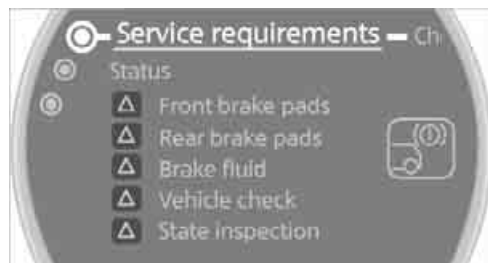 Service requirements
Status
Front brake pads
Rear brake pads
Brake fluid
Vehicle check
State inspection